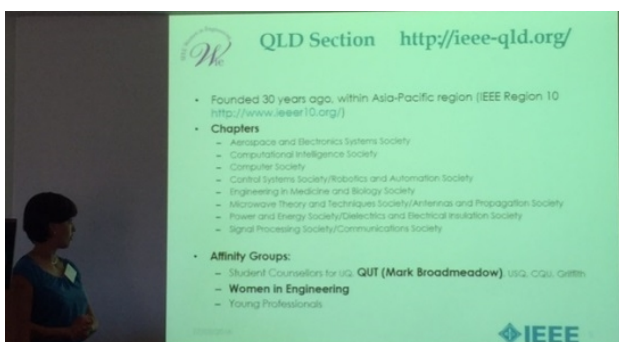 QLD Section http://ieee-qld.org/
Founded 30 years ago, within Asia-Pacific region (IEEE Region 10
http://www.ieeer10.org/)
Chapters
– Aerospace and Electronics Systems Society
– Computational Intelligence Society
– Computer Society
– Control Systems Society/Robotics and Automation Society
– Engineering in Medicine and Biology Society
– Microwave Theory and Techniques Society/Antennas and Propagation Society
– Power and Energy Society/Dielectrics and Electrical Insulation Society
– Signal Processing Society/Communications Society
Affinity Groups:
– Student Counsellors for UQ, QUT (Mark Broadmeadow), USQ, CQU, Griffith
– Women in Engineering
– Young Professionals
IEEE